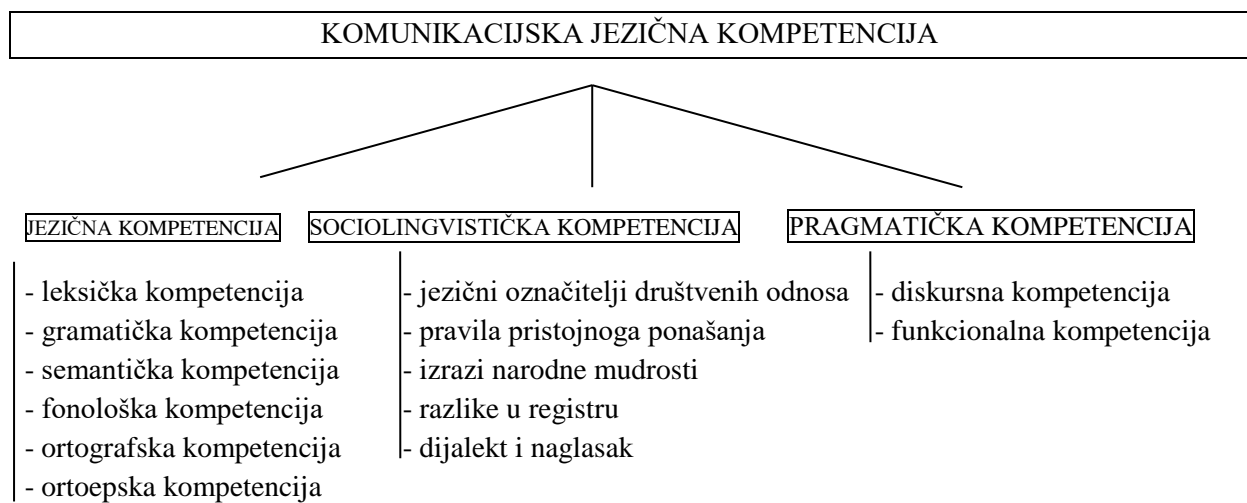 KOMUNIKACIJSKA JEZIČNA KOMPETENCIJA
JEZIČNA KOMPETENCIJA
- leksička kompetencija
- gramatička kompetencija
- semantička kompetencija
- fonološka kompetencija
- ortografska kompetencija
- ortoepska kompetencija
SOCIOLINGVISTIČKA KOMPETENCIJA
- jezični označitelji društvenih odnosa
- pravila pristojnoga ponašanja
- izrazi narodne mudrosti
- razlike u registru
- dijalekt i naglasak
PRAGMATIČKA KOMPETENCIJA
- diskursna kompetencija
- funkcionalna kompetencija